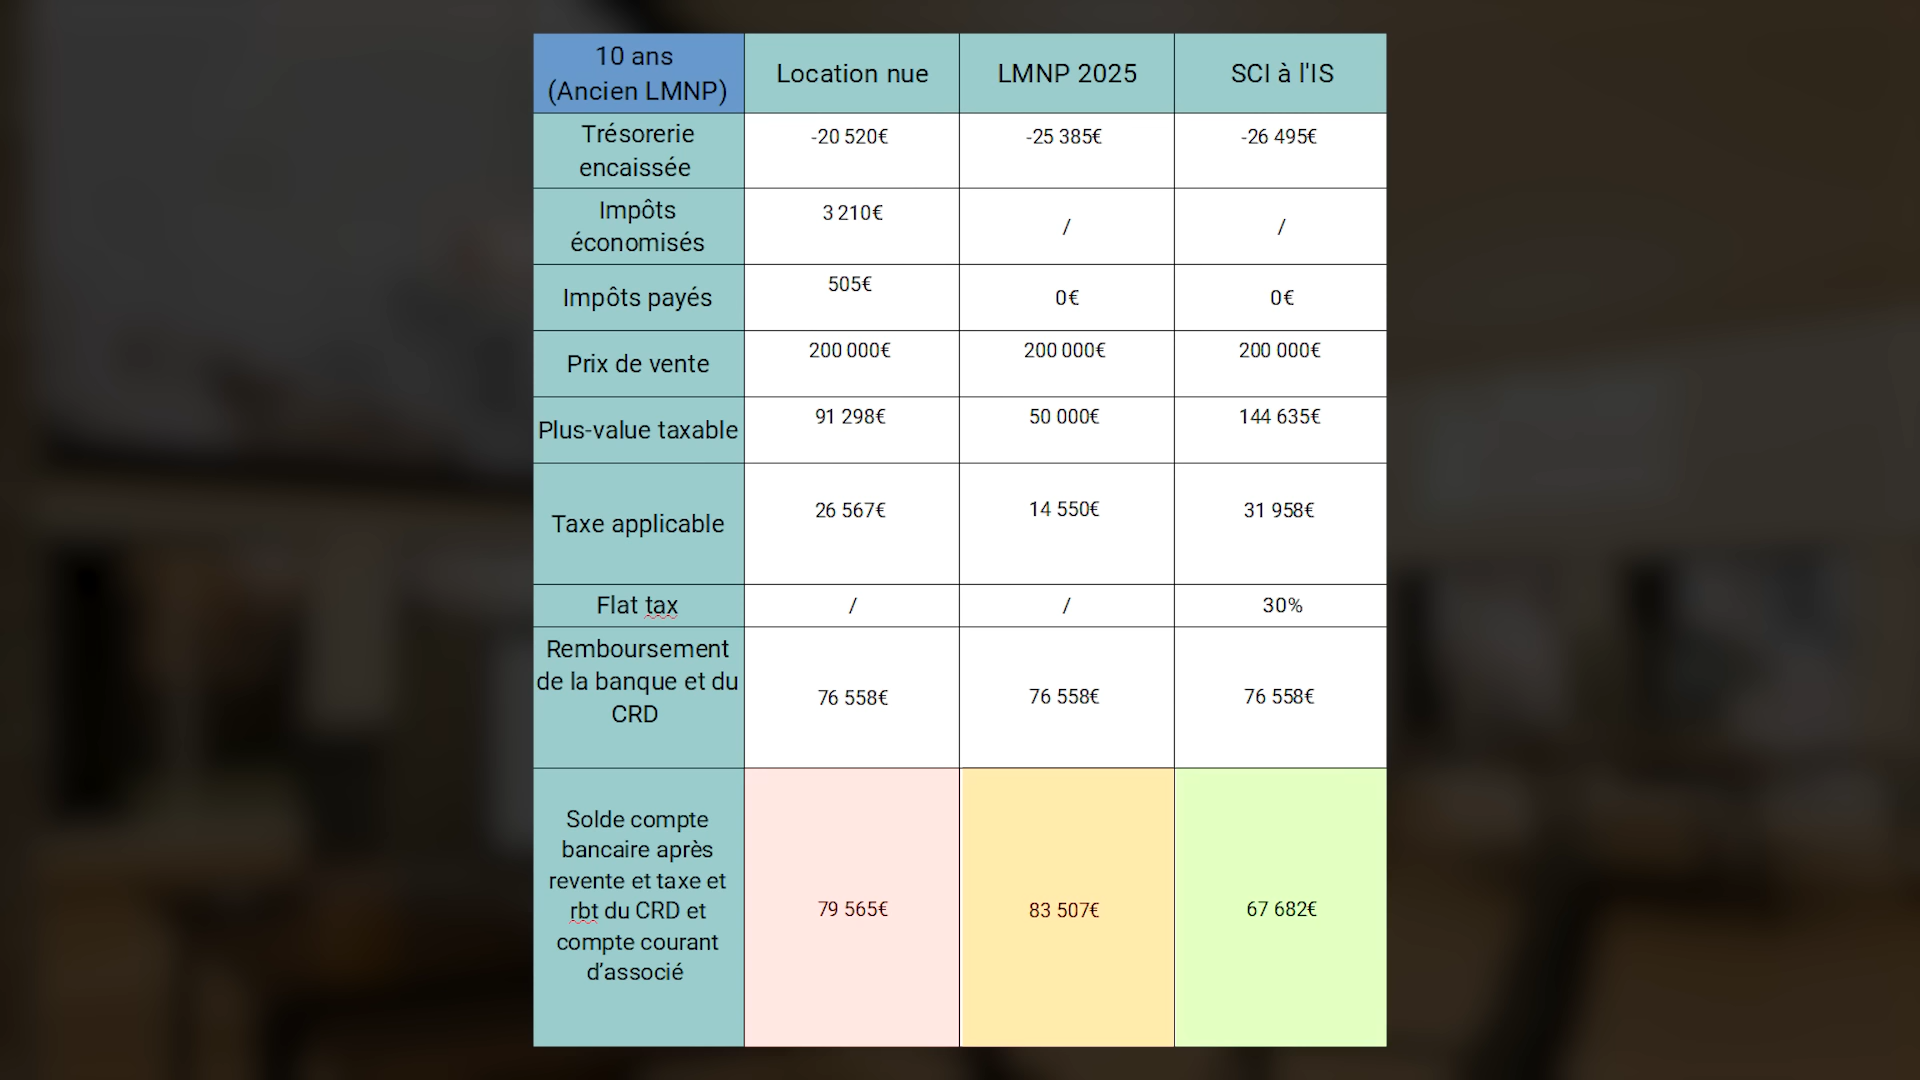 10 ans
(Ancien LMNP)
Location nue
LMNP 2025
SCI à l'IS
Trésorerie
encaissée
-20 520€
-25 385€
-26 495€
Impôts
économisés
3 210€
/
/
Impôts payés
505€
0€
0€
Prix de vente
200 000€
200 000€
200 000€
Plus-value taxable
91 298€
50 000€
144 635€
Taxe applicable
26 567€
14 550€
31 958€
Flat tax
/
/
30%
Remboursement
de la banque et du
CRD
76 558€
76 558€
76 558€
Solde compte
bancaire après
revente et taxe et
rbt du CRD et
compte courant
d’associé
79 565€
83 507€
67 682€